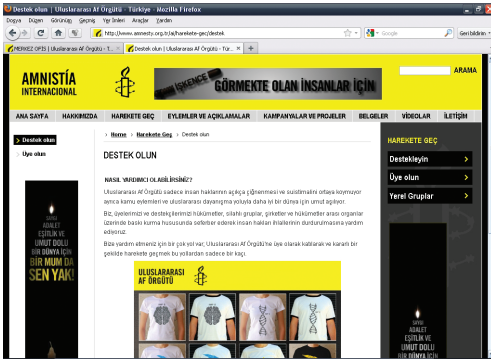 Destek olun | Uluslararası Af Örgütü - Türkiye - Mozilla Firefox
Dosya Düzen Görünüm Geçmiş Yer İmleri Araçlar Yardım
http://www.amnesty.org.tr/ai/harekete-gec/destek
Google
Geri bildirim
MERKEZ OFİS | Uluslararası Af Örgütü - T...
Destek olun | Uluslararası Af Örgütü - Tür...
AMNISTÍA
INTERNACIONAL
İŞKENCE GÖRMEKTE OLAN İNSANLAR İÇİN
ARAMA
ANA SAYFA HAKKIMIZDA HAREKETE GEÇ EYLEMLER VE AÇIKLAMALAR KAMPANYALAR VE PROJELER BELGELER VİDEOLAR İLETİŞİM
Destek olun
Üye olun
> Home > Harekete Geç > Destek olun
DESTEK OLUN
NASIL YARDIMCI OLABİLİRSİNİZ?
Uluslararası Af Örgütü sadece insan haklarının açıkça çiğnenmesi ve suistimalini ortaya koymuyor
ayrıca kamu eylemleri ve uluslararası dayanışma yoluyla daha iyi bir dünya için umut aşılıyor.
Biz, üyelerimizi ve destekçilerimizi hükümetler, silahlı gruplar, şirketler ve hükümetler arası organlar
üzerinde baskı kurma hususunda seferber ederek insan hakları ihlallerinin durdurulmasına yardım
ediyoruz.
Bize yardım etmeniz için bir çok yol var, Uluslararası Af Örgütü'ne üye olarak katılarak ve kararlı bir
şekilde harekete geçmek bu yollardan sadece bir kaçı.
ULUSLARARASI
AF ÖRGÜTÜ
SAYGI
ADALET
EŞİTLİK VE
UMUT DOLU
BİR DÜNYA İÇİN
BİR MUM DA
SEN YAK!
HAREKETE GEÇ
Destekleyin >
Üye olun >
Yerel Gruplar >
SAYGI
ADALET
EŞİTLİK VE
UMUT DOLU
BİR DÜNYA İÇİN